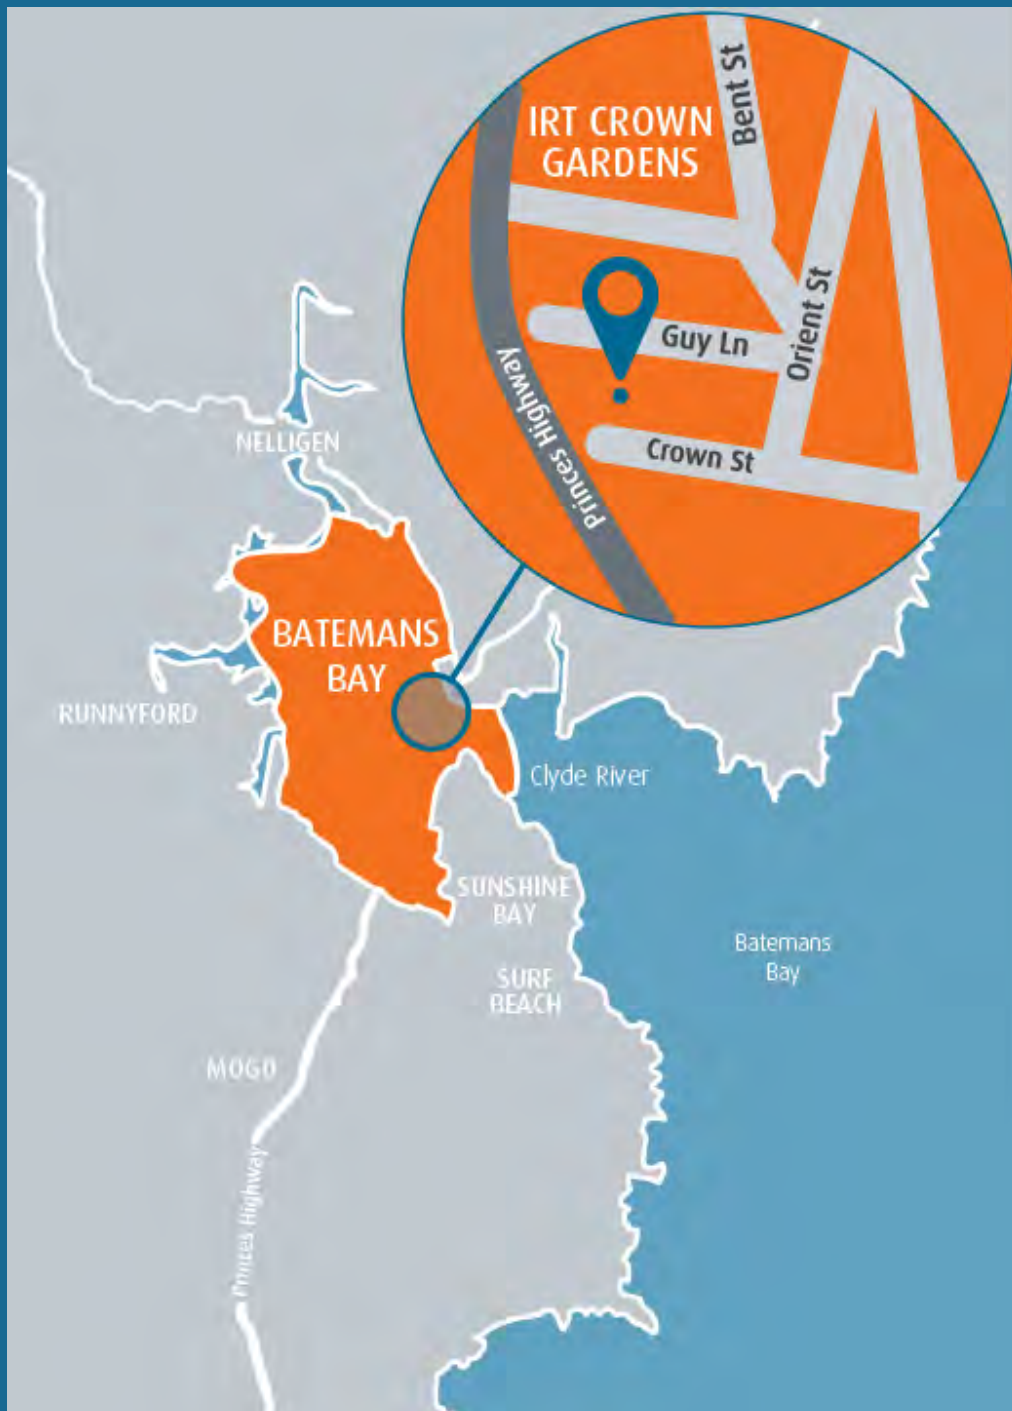 IRT CROWN
GARDENS
Bent St
Orient St
Guy Ln
Princes Highway
Crown St
NELLIGEN
BATEMANS
BAY
RUNNYFORD
Clyde River
SUNSHINE
BAY
Batemans
Bay
SURF
BEACH
MOGO
Princes Highway